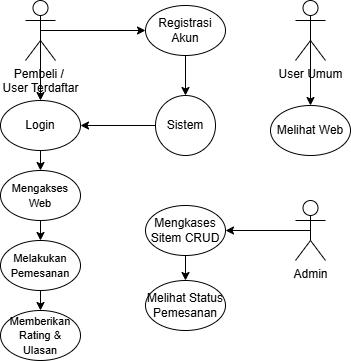 Registrasi
Akun
Pembeli /
User Terdaftar
User Umum
Login
Sistem
Melihat Web
Mengakses
Web
Mengkases
Sitem CRUD
Melakukan
Pemesanan
Admin
Melihat Status
Pemesanan
Memberikan
Rating &
Ulasan